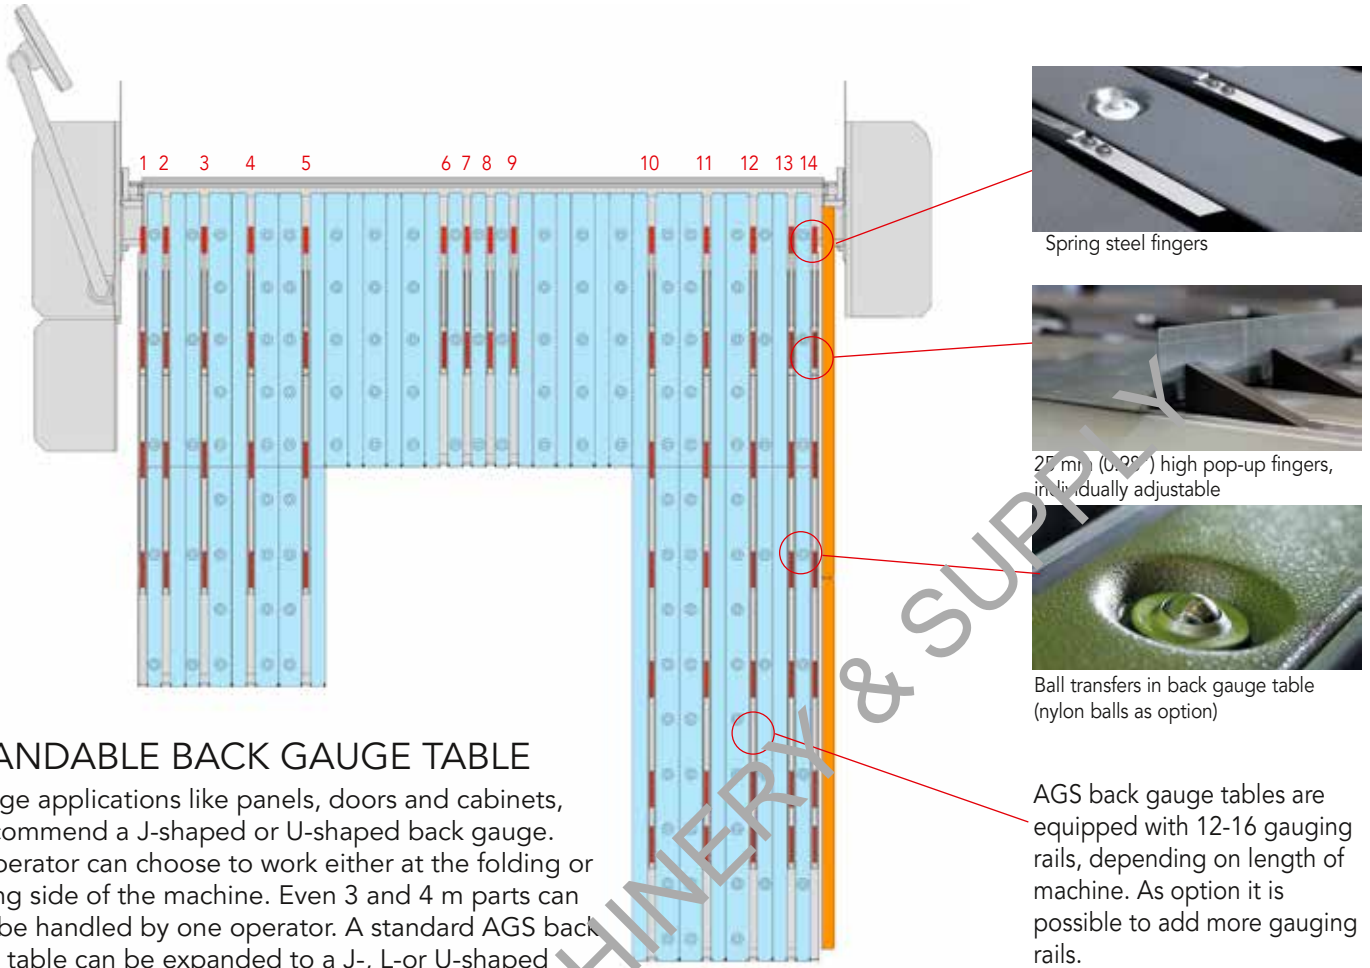 1 2 3 4 5 6 7 8 9 10 11 12 13 14
Spring steel fingers
25 mm (0.98") high pop-up fingers,
individually adjustable
Ball transfers in back gauge table
(nylon balls as option)
ANDABLE BACK GAUGE TABLE
ge applications like panels, doors and cabinets,
commend a J-shaped or U-shaped back gauge.
perator can choose to work either at the folding or
ng side of the machine. Even 3 and 4 m parts can
be handled by one operator. A standard AGS back
table can be expanded to a J-, L-or U-shaped
AGS back gauge tables are
equipped with 12-16 gauging
rails, depending on length of
machine. As option it is
possible to add more gauging
rails.
HINERY & SUPPLY